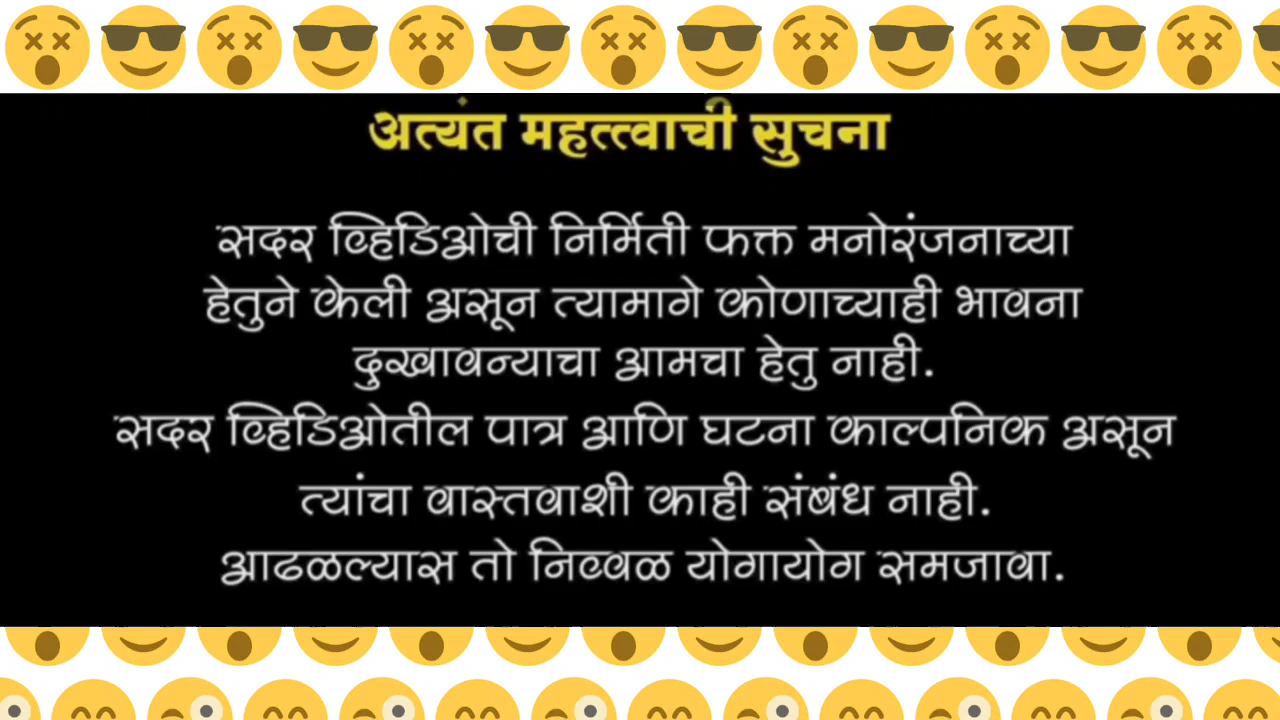 अत्यंत महत्त्वाची सुचना
सदर व्हिडिओची निर्मिती फक्त मनोरंजनाच्या
हेतुने केली असून त्यामागे कोणाच्याही भावना
दुखावन्याचा आमचा हेतु नाही.
सदर व्हिडिओतील पात्र आणि घटना काल्पनिक असून
त्यांचा वास्तवाशी काही संबंध नाही.
आढळल्यास तो निव्वळ योगायोग समजावा.